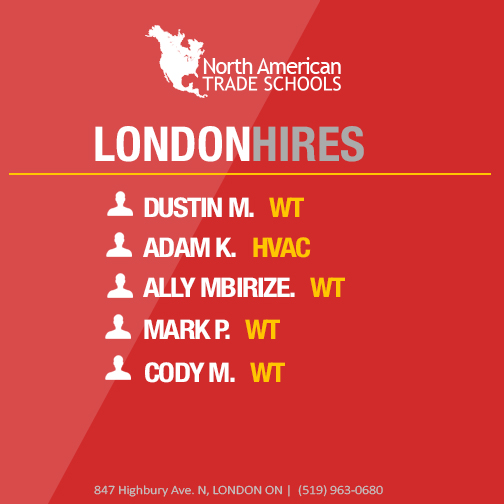 North American
TRADE SCHOOLS
LONDONHIRES
DUSTIN M. WT
ADAM K. HVAC
ALLY MBIRIZE. WT
MARK P. WT
CODY M. WT
847 Highbury Ave. N, LONDON ON | (519) 963-0680